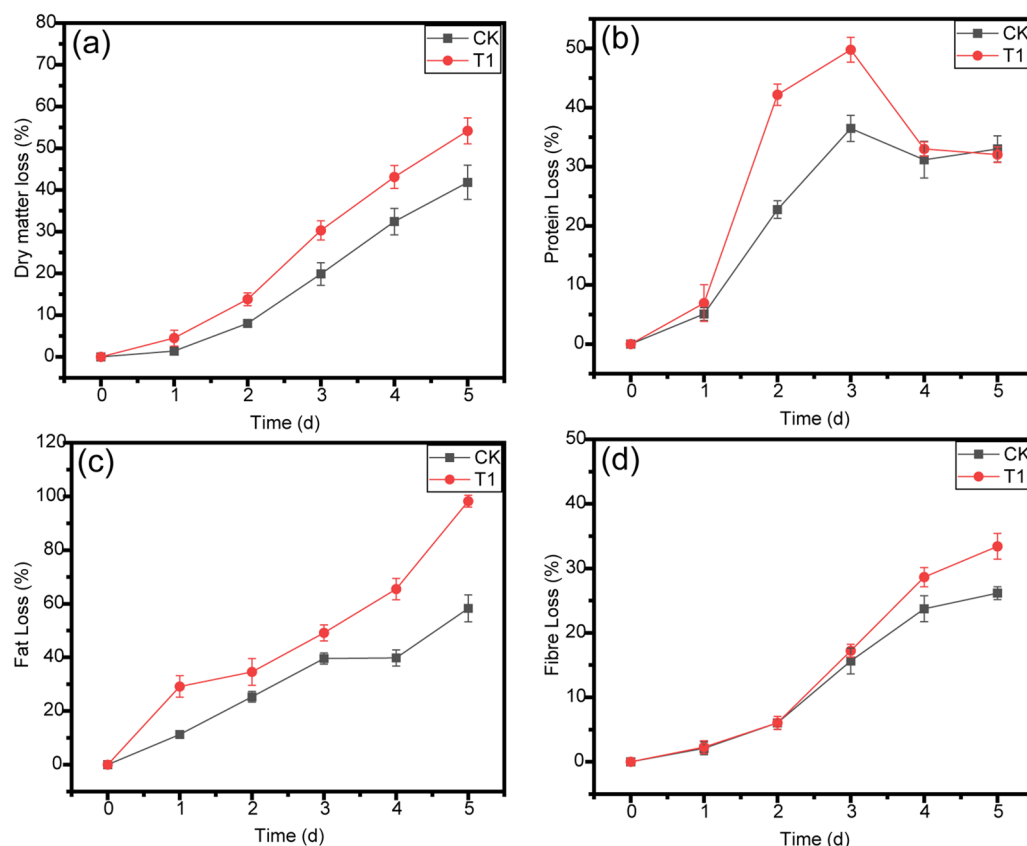 (a)
CK
T1
Dry matter loss (%)
80
70
60
50
40
30
20
10
0
0 1 2 3 4 5
Time (d)
(b)
CK
T1
Protein Loss (%)
50
40
30
20
10
0
0 1 2 3 4 5
Time (d)
(c)
CK
T1
Fat Loss (%)
120
100
80
60
40
20
0
0 1 2 3 4 5
Time (d)
(d)
CK
T1
Fibre Loss (%)
50
40
30
20
10
0
0 1 2 3 4 5
Time (d)